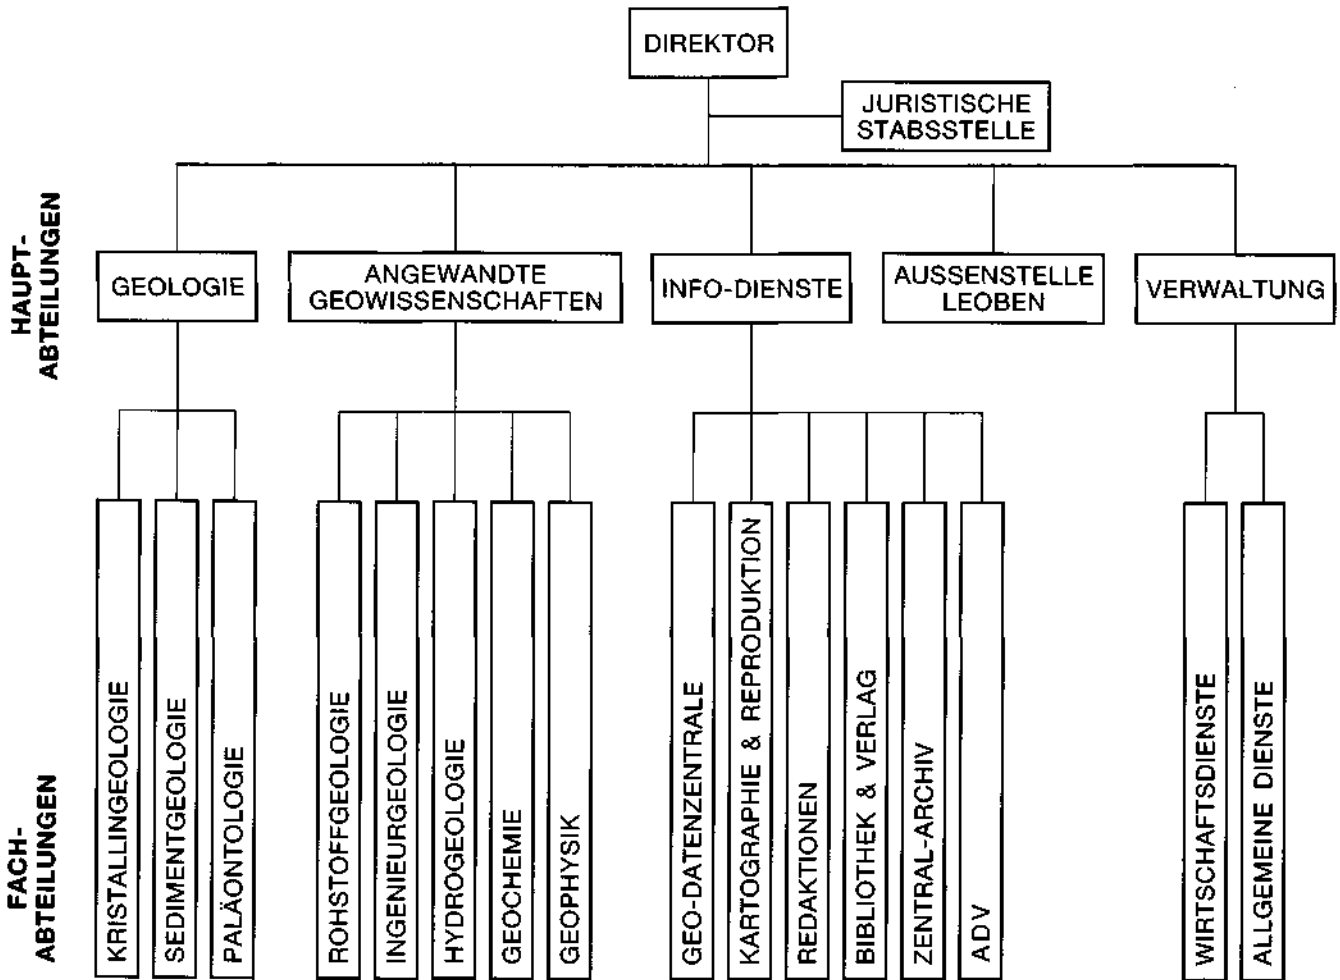 DIREKTOR
JURISTISCHE
STABSSTELLE
HAUPT-
ABTEILUNGEN
GEOLOGIE
ANGEWANDTE
GEOWISSENSCHAFTEN
INFO-DIENSTE
AUSSENSTELLE
LEOBEN
VERWALTUNG
FACH-
ABTEILUNGEN
KRISTALLINGEOLOGIE
SEDIMENTGEOLOGIE
PALÄONTOLOGIE
ROHSTOFFGEOLOGIE
INGENIEURGEOLOGIE
HYDROGEOLOGIE
GEOCHEMIE
GEOPHYSIK
GEO-DATENZENTRALE
KARTOGRAPHIE & REPRODUKTION
REDAKTIONEN
BIBLIOTHEK & VERLAG
ZENTRAL-ARCHIV
ADV
WIRTSCHAFTSDIENSTE
ALLGEMEINE DIENSTE